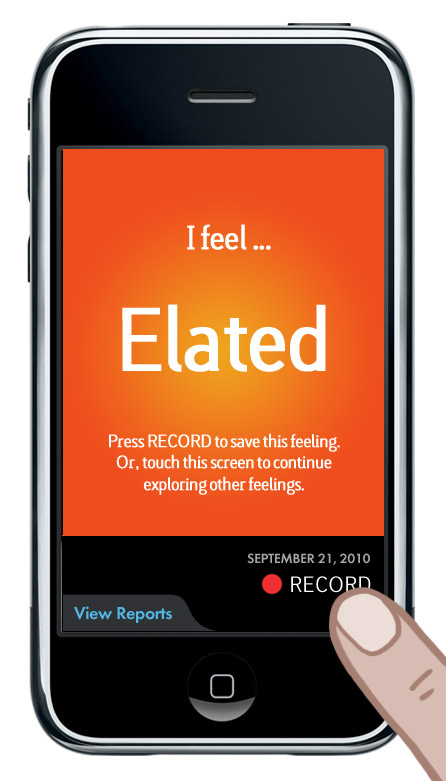 I feel ...
Elated
Press RECORD to save this feeling.
Or, touch this screen to continue
exploring other feelings.
SEPTEMBER 21, 2010
RECORD
View Reports